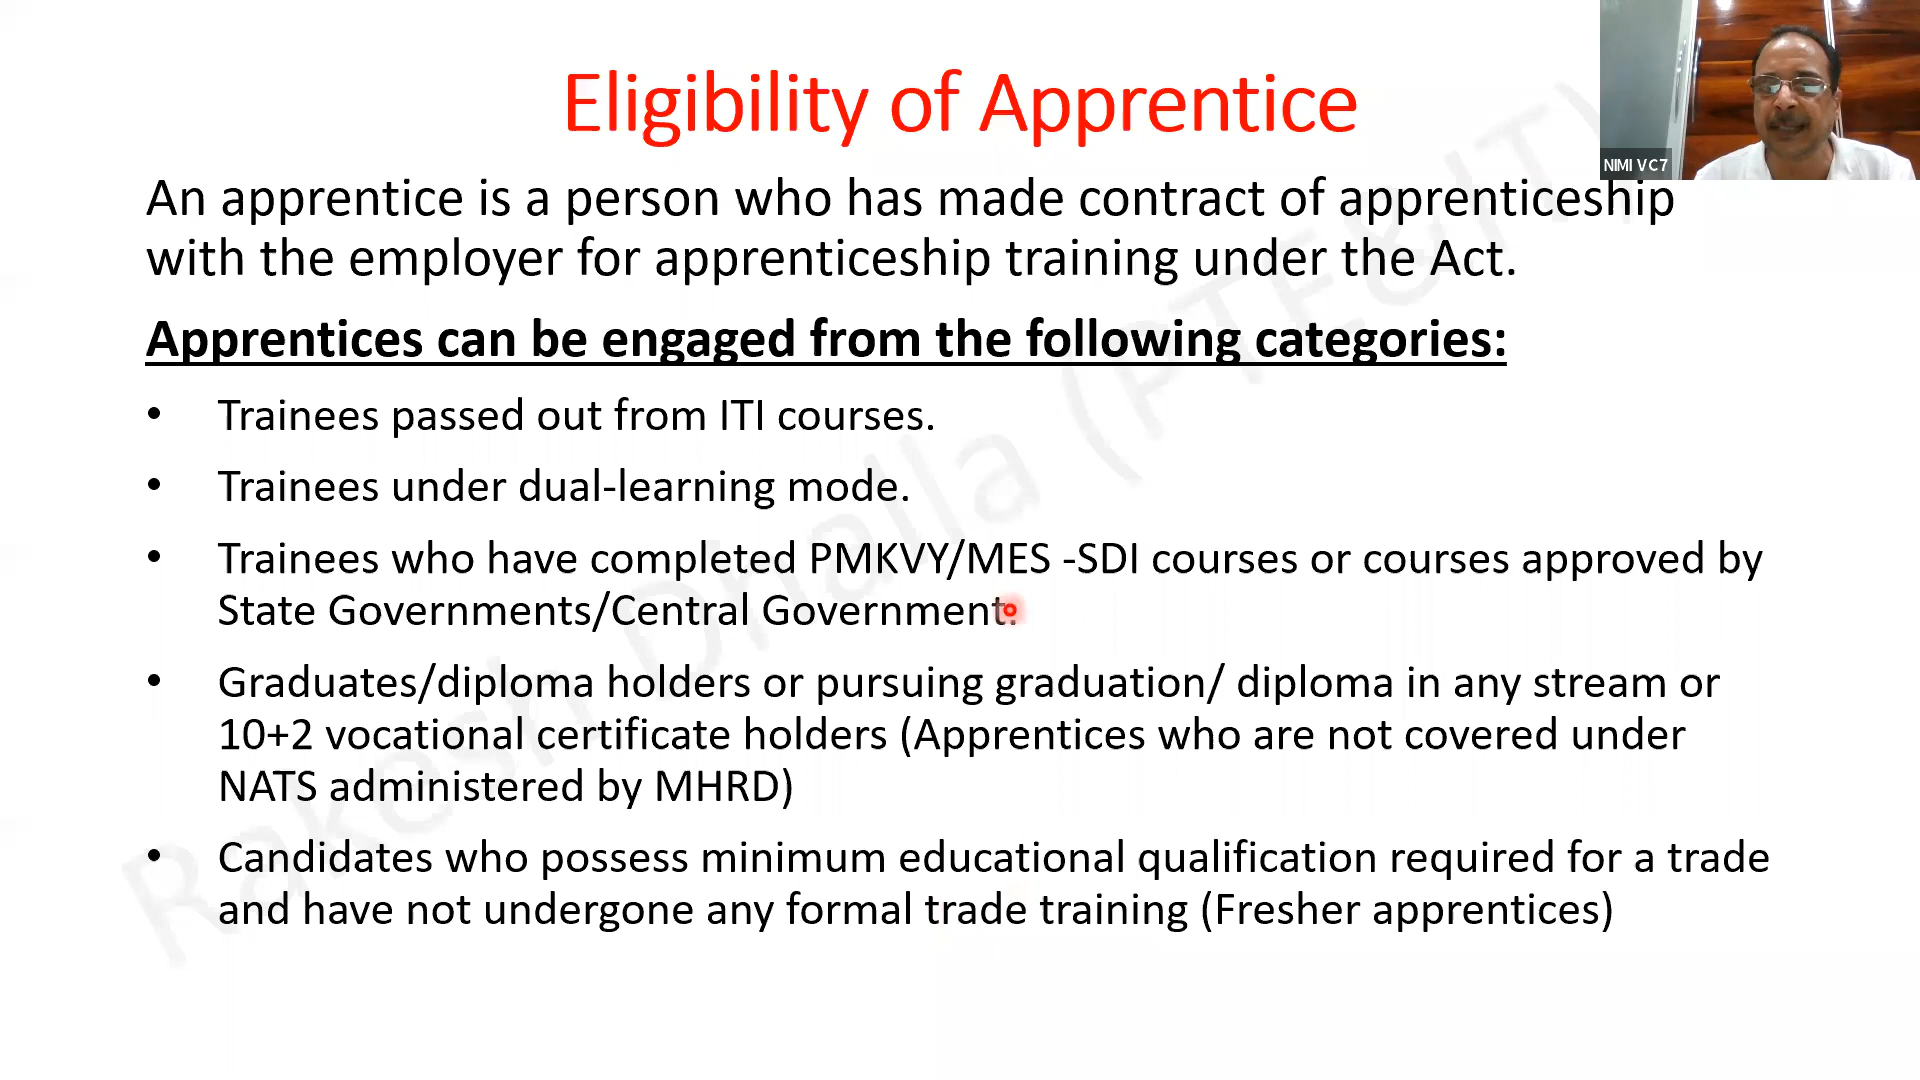 Eligibility of Apprentice
NIMI VC7
An apprentice is a person who has made contract of apprenticeship
with the employer for apprenticeship training under the Act.
Apprentices can be engaged from the following categories:
• Trainees passed out from ITI courses.
• Trainees under dual-learning mode.
• Trainees who have completed PMKVY/MES -SDI courses or courses approved by
State Governments/Central Government.
• Graduates/diploma holders or pursuing graduation/ diploma in any stream or
10+2 vocational certificate holders (Apprentices who are not covered under
NATS administered by MHRD)
• Candidates who possess minimum educational qualification required for a trade
and have not undergone any formal trade training (Fresher apprentices)
Rakesh Dhalla (PTE&IT)